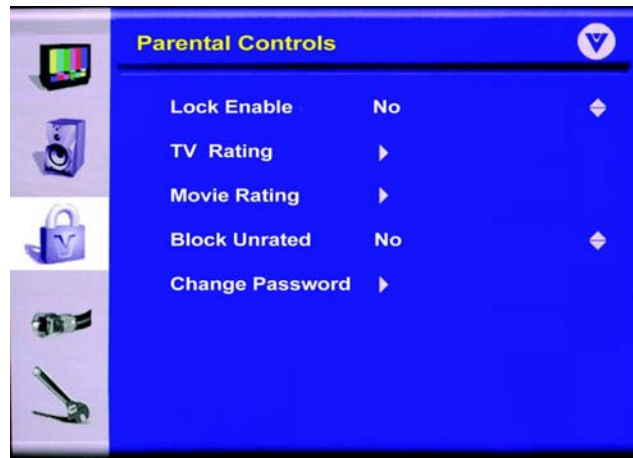 Parental Controls
Lock Enable No
TV Rating
Movie Rating
Block Unrated No
Change Password